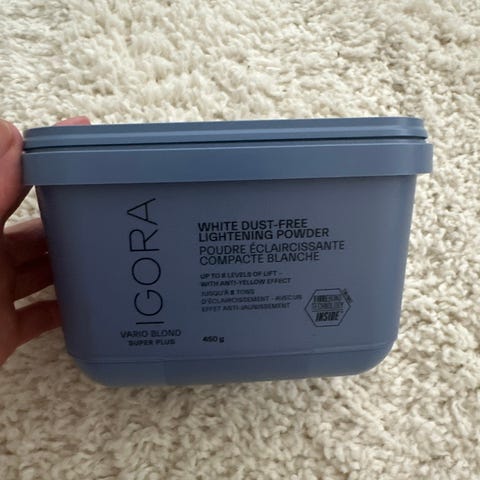 IGORA
VARIO BLOND
SUPER PLUS
WHITE DUST-FREE
LIGHTENING POWDER
POUDRE ÉCLAIRCISSANTE
COMPACTE BLANCHE
UP TO 8 LEVELS OF LIFT -
WITH ANTI-YELLOW EFFECT
JUSQU'À 8 TONS
D'ÉCLAIRCISSEMENT - AVEC UN
EFFET ANTI-JAUNISSEMENT
450 g
TECHNOLOGY
INSIDE